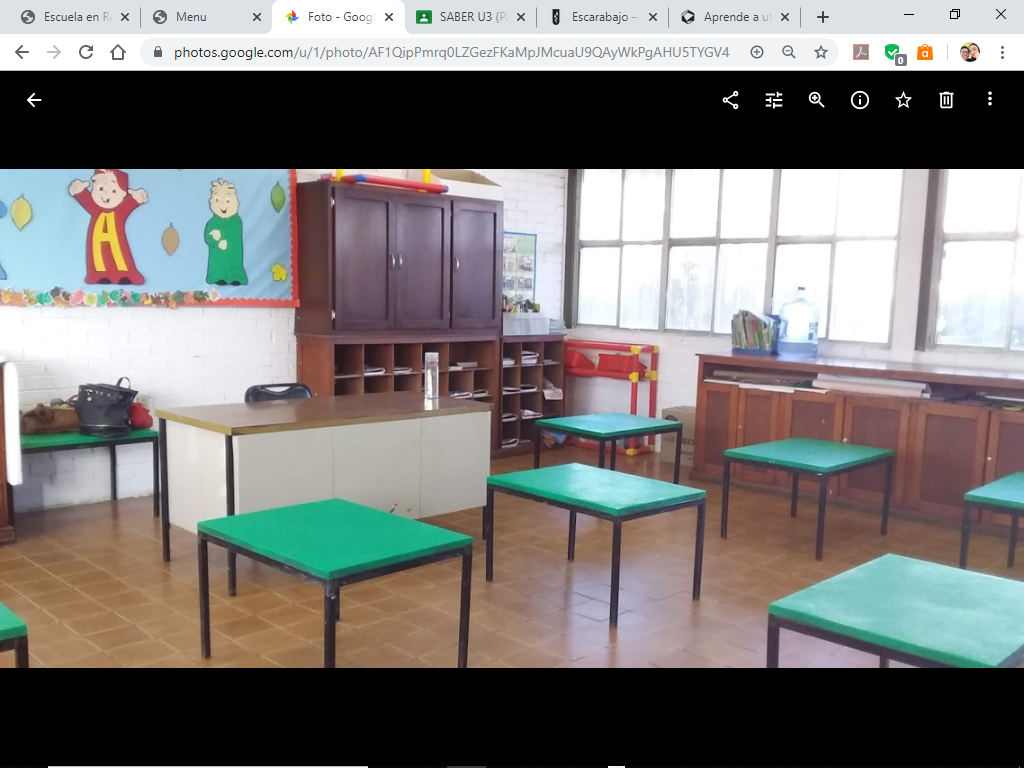 Escuela en R
Menu
Foto - Goog
SABER U3 (P
Escarabajo –
Aprende a u
photos.google.com/u/1/photo/AF1QipPmrq0LZGezFKaMpJMcuaU9QAyWkPgAHU5TYGV4
0
a
A